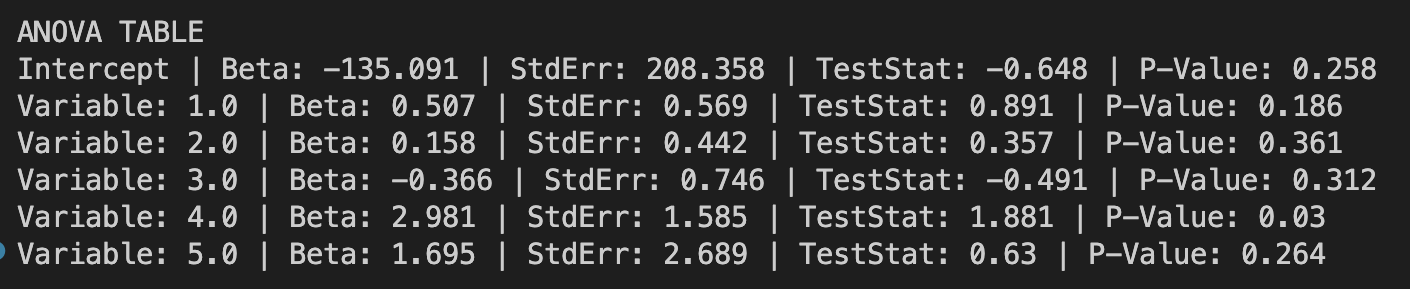 ANOVA TABLE
Intercept | Beta: -135.091 | StdErr: 208.358 | TestStat: -0.648 | P-Value: 0.258
Variable: 1.0 | Beta: 0.507 | StdErr: 0.569 | TestStat: 0.891 | P-Value: 0.186
Variable: 2.0 | Beta: 0.158 | StdErr: 0.442 | TestStat: 0.357 | P-Value: 0.361
Variable: 3.0 | Beta: -0.366 | StdErr: 0.746 | TestStat: -0.491 | P-Value: 0.312
Variable: 4.0 | Beta: 2.981 | StdErr: 1.585 | TestStat: 1.881 | P-Value: 0.03
Variable: 5.0 | Beta: 1.695 | StdErr: 2.689 | TestStat: 0.63 | P-Value: 0.264